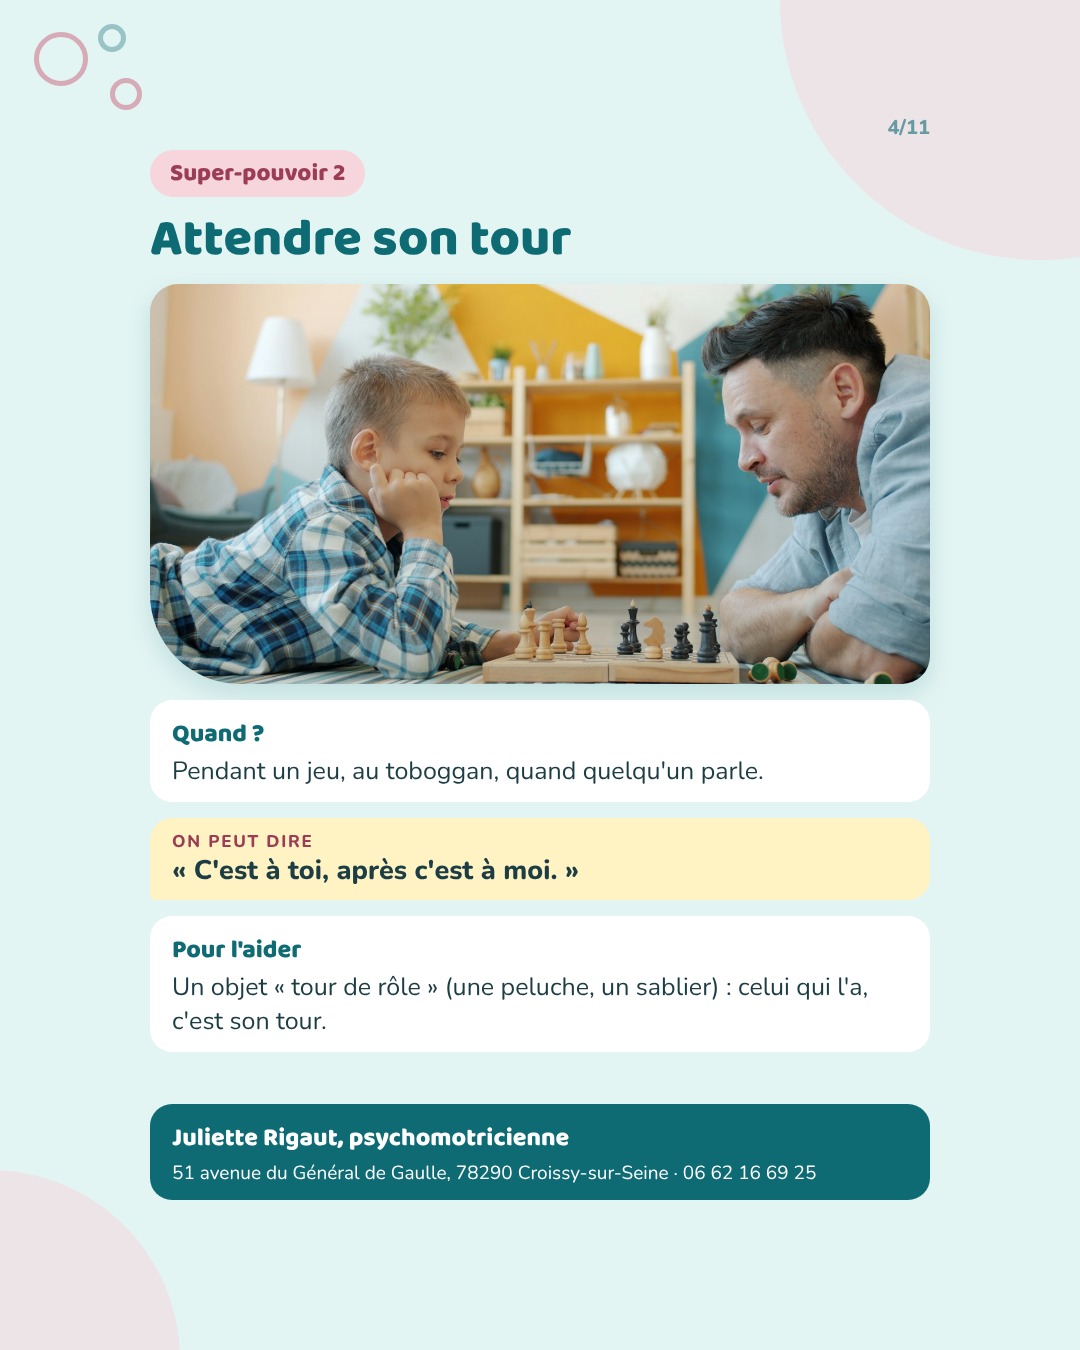 4/11
Super-pouvoir 2
Attendre son tour
Quand ?
Pendant un jeu, au toboggan, quand quelqu'un parle.
ON PEUT DIRE
« C'est à toi, après c'est à moi. »
Pour l'aider
Un objet « tour de rôle » (une peluche, un sablier) : celui qui l'a,
c'est son tour.
Juliette Rigaut, psychomotricienne
51 avenue du Général de Gaulle, 78290 Croissy-sur-Seine · 06 62 16 69 25